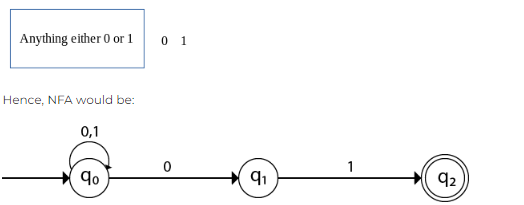 Anything either 0 or 1 0 1
Hence, NFA would be:
0,1
0 1
q0 q1 q2